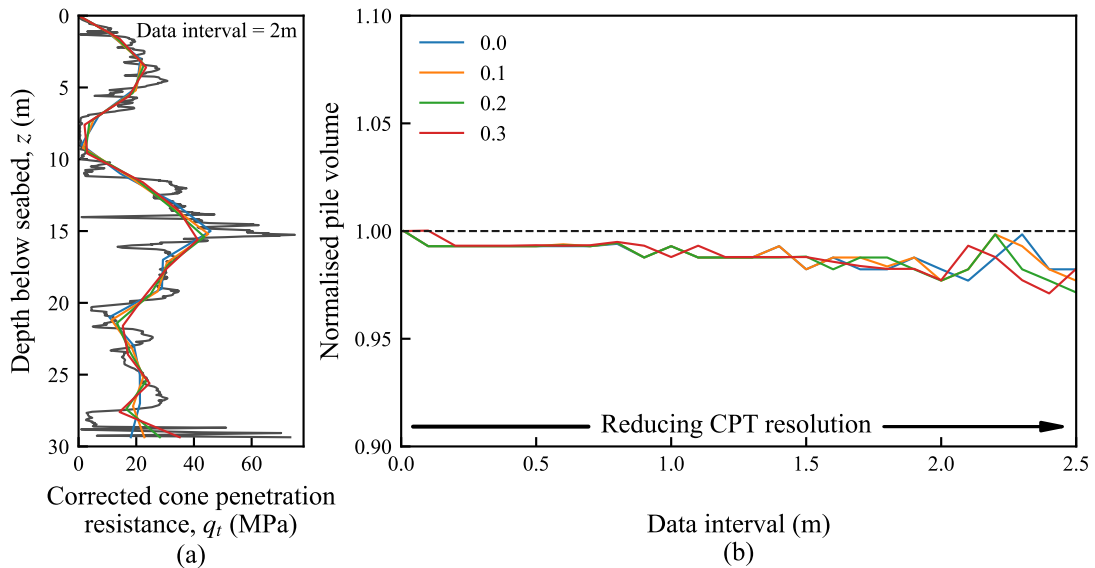 Data interval = 2m
0
5
10
15
20
25
30
0
20
40
60
Depth below seabed, z (m)
Corrected cone penetration
resistance, qt (MPa)
(a)
1.10
1.05
1.00
0.95
0.90
Normalised pile volume
0.0
0.1
0.2
0.3
Reducing CPT resolution
0.0
0.5
1.0
1.5
2.0
2.5
Data interval (m)
(b)